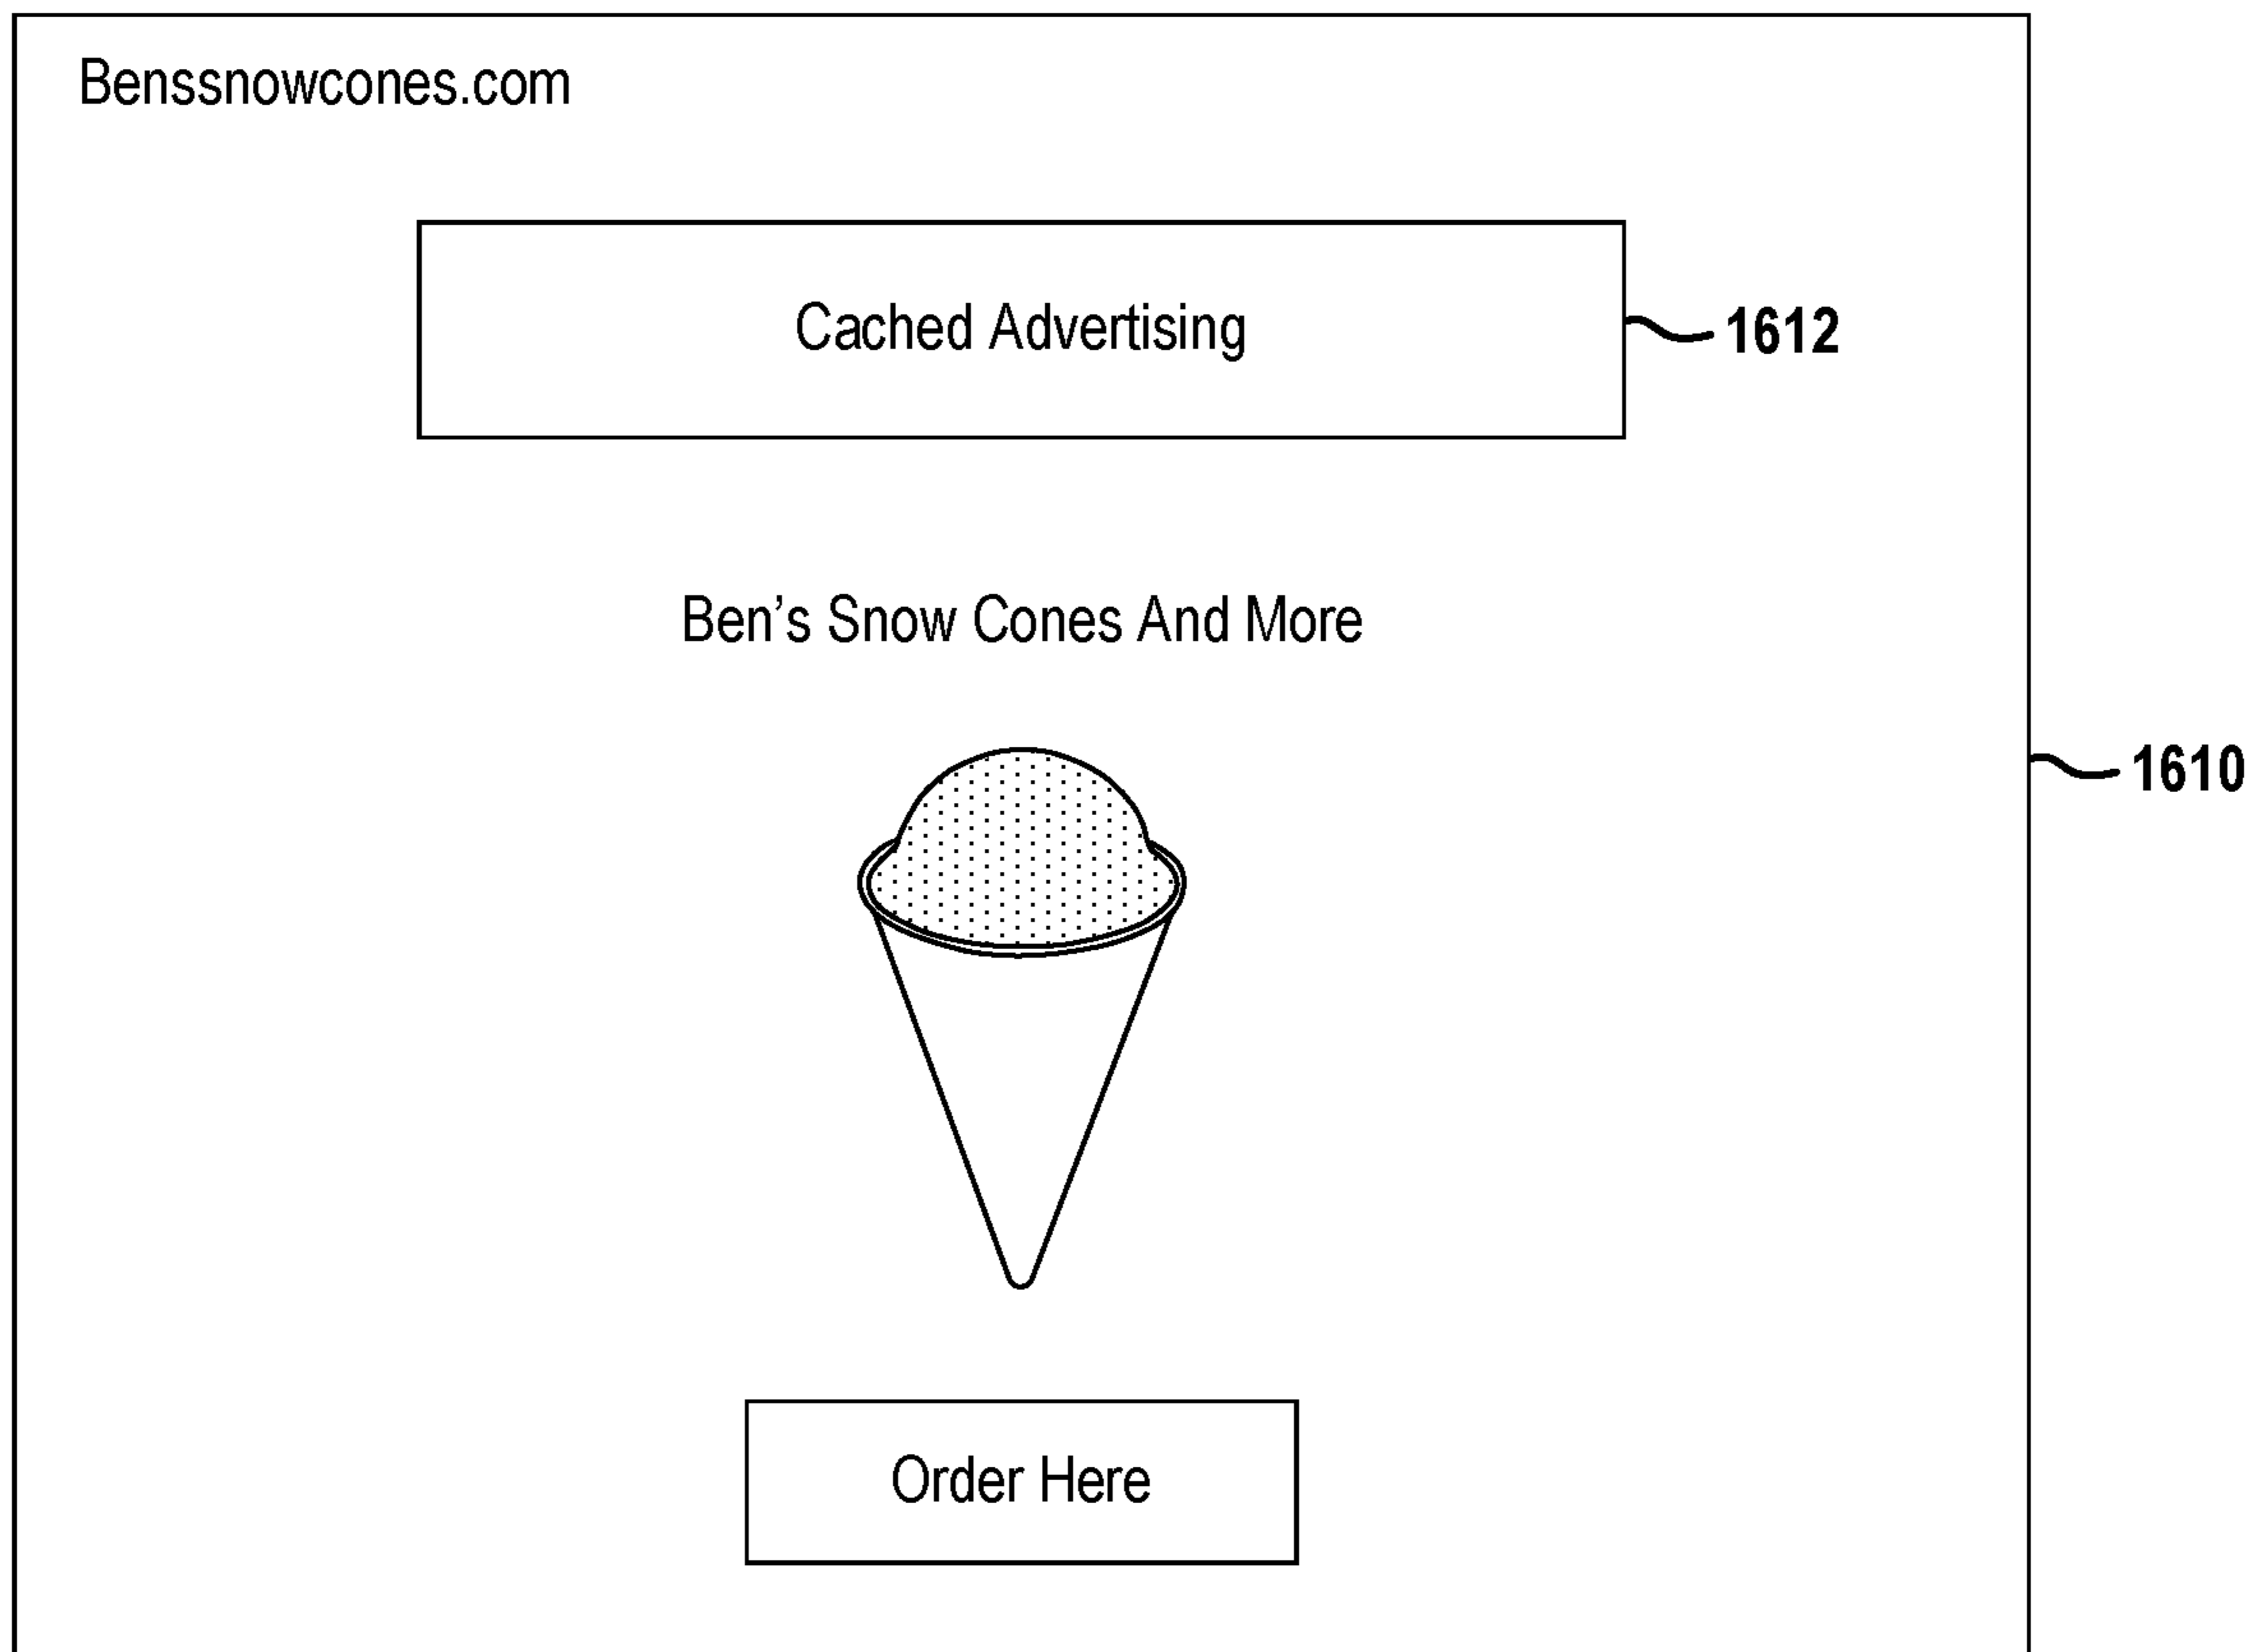 Benssnowcones.com
Cached Advertising
1612
Ben's Snow Cones And More
1610
Order Here